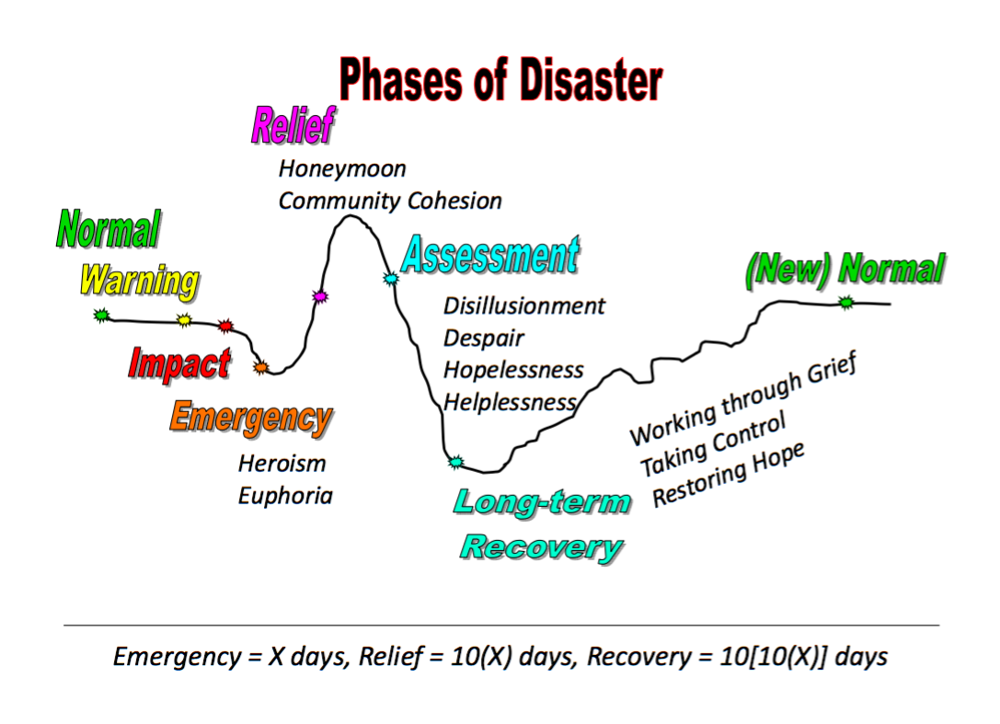 Phases of Disaster
Relief
Honeymoon
Community Cohesion
Normal
Warning
Assessment
(New) Normal
Disillusionment
Despair
Hopelessness
Helplessness
Impact
Emergency
Heroism
Euphoria
Working through Grief
Taking Control
Restoring Hope
Long-term
Recovery
Emergency = X days, Relief = 10(X) days, Recovery = 10[10(X)] days